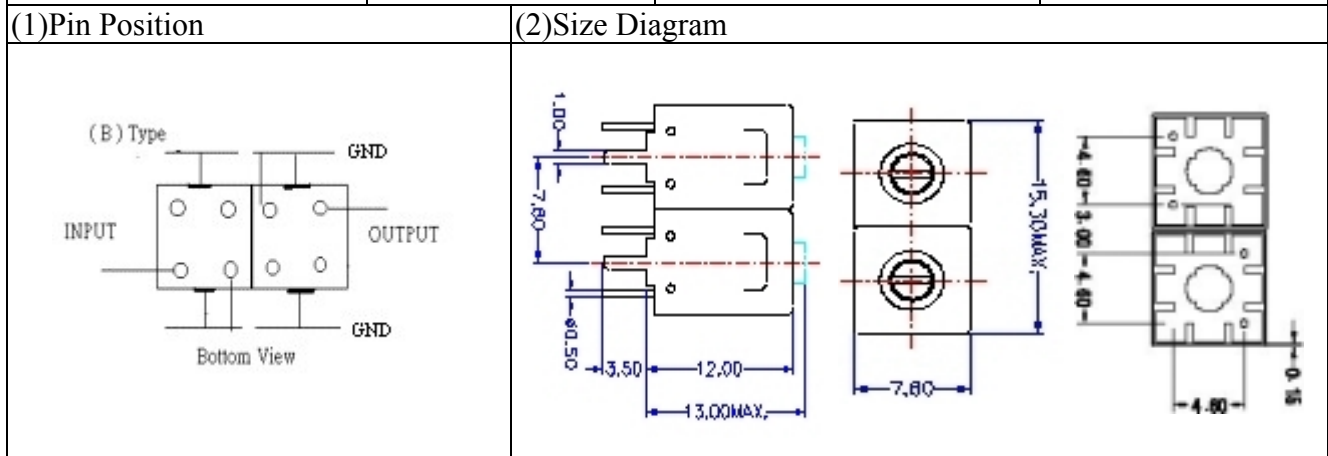 (1)Pin Position
(2)Size Diagram
(B) Type
GND
INPUT
OUTPUT
GND
Bottom View
1.00
7.60
ø0.50
3.50
12.00
13.00MAX.
15.30MAX.
7.60
4.60
3.00
4.60
4.60
0.15